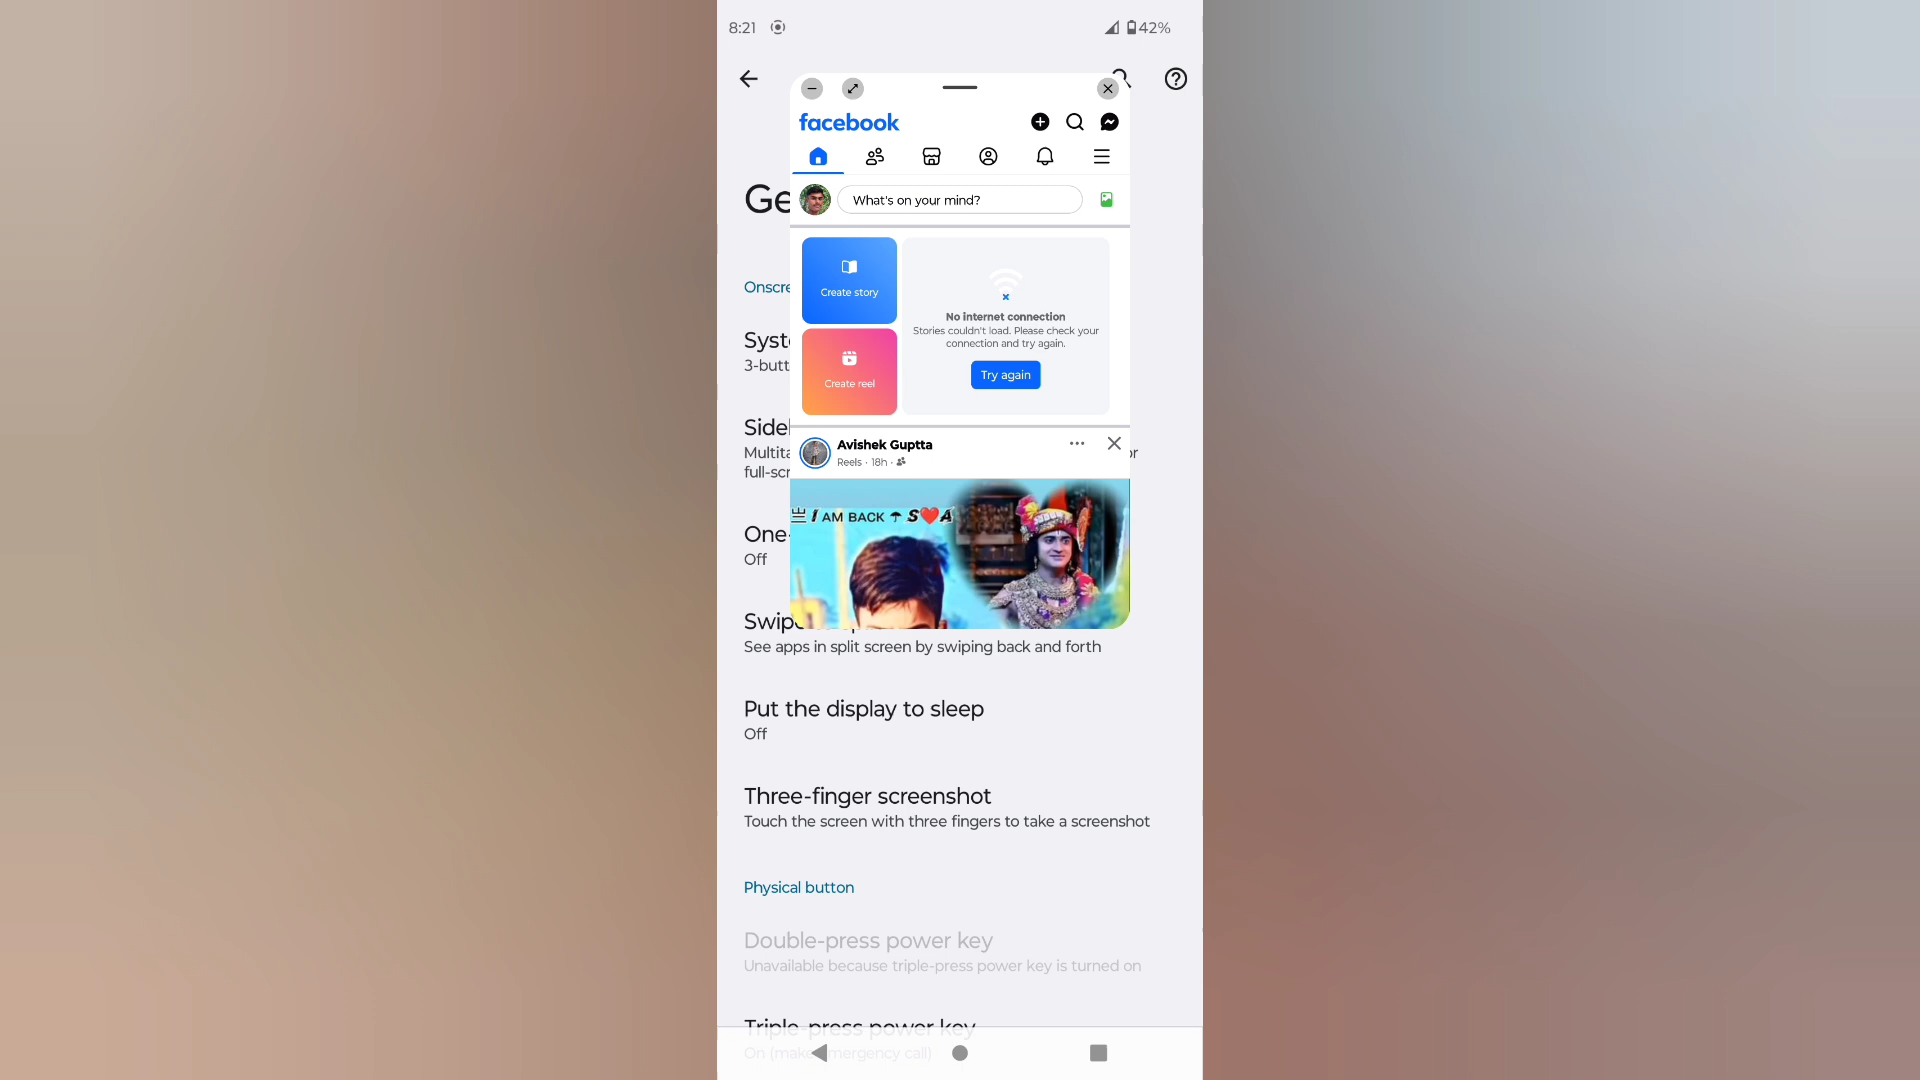 8:21
42%
facebook
Ge
What's on your mind?
Onscre
Create story
No internet connection
Stories couldn't load. Please check your
connection and try again.
Syste
3-butt
Try again
Create reel
Side
Avishek Guptta
Multita
or
full-scr
Reels · 18h ·
I AM BACK ☂ S❤️A
One-
Off
Swip
See apps in split screen by swiping back and forth
Put the display to sleep
Off
Three-finger screenshot
Touch the screen with three fingers to take a screenshot
Physical button
Double-press power key
Unavailable because triple-press power key is turned on
Triple-press power key
On (make emergency call)